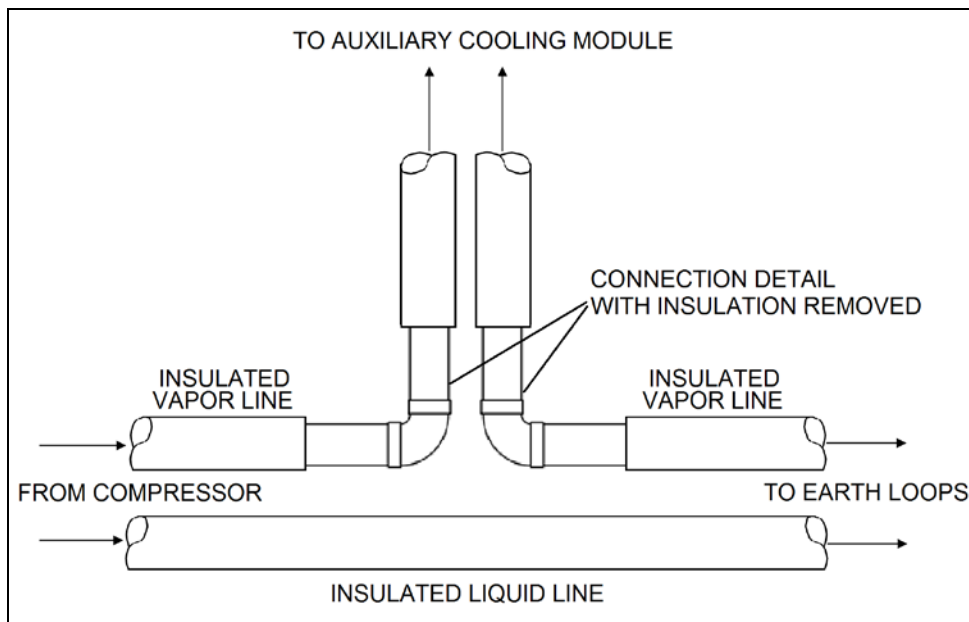 TO AUXILIARY COOLING MODULE
CONNECTION DETAIL
WITH INSULATION REMOVED
INSULATED
VAPOR LINE
INSULATED
VAPOR LINE
FROM COMPRESSOR
TO EARTH LOOPS
INSULATED LIQUID LINE